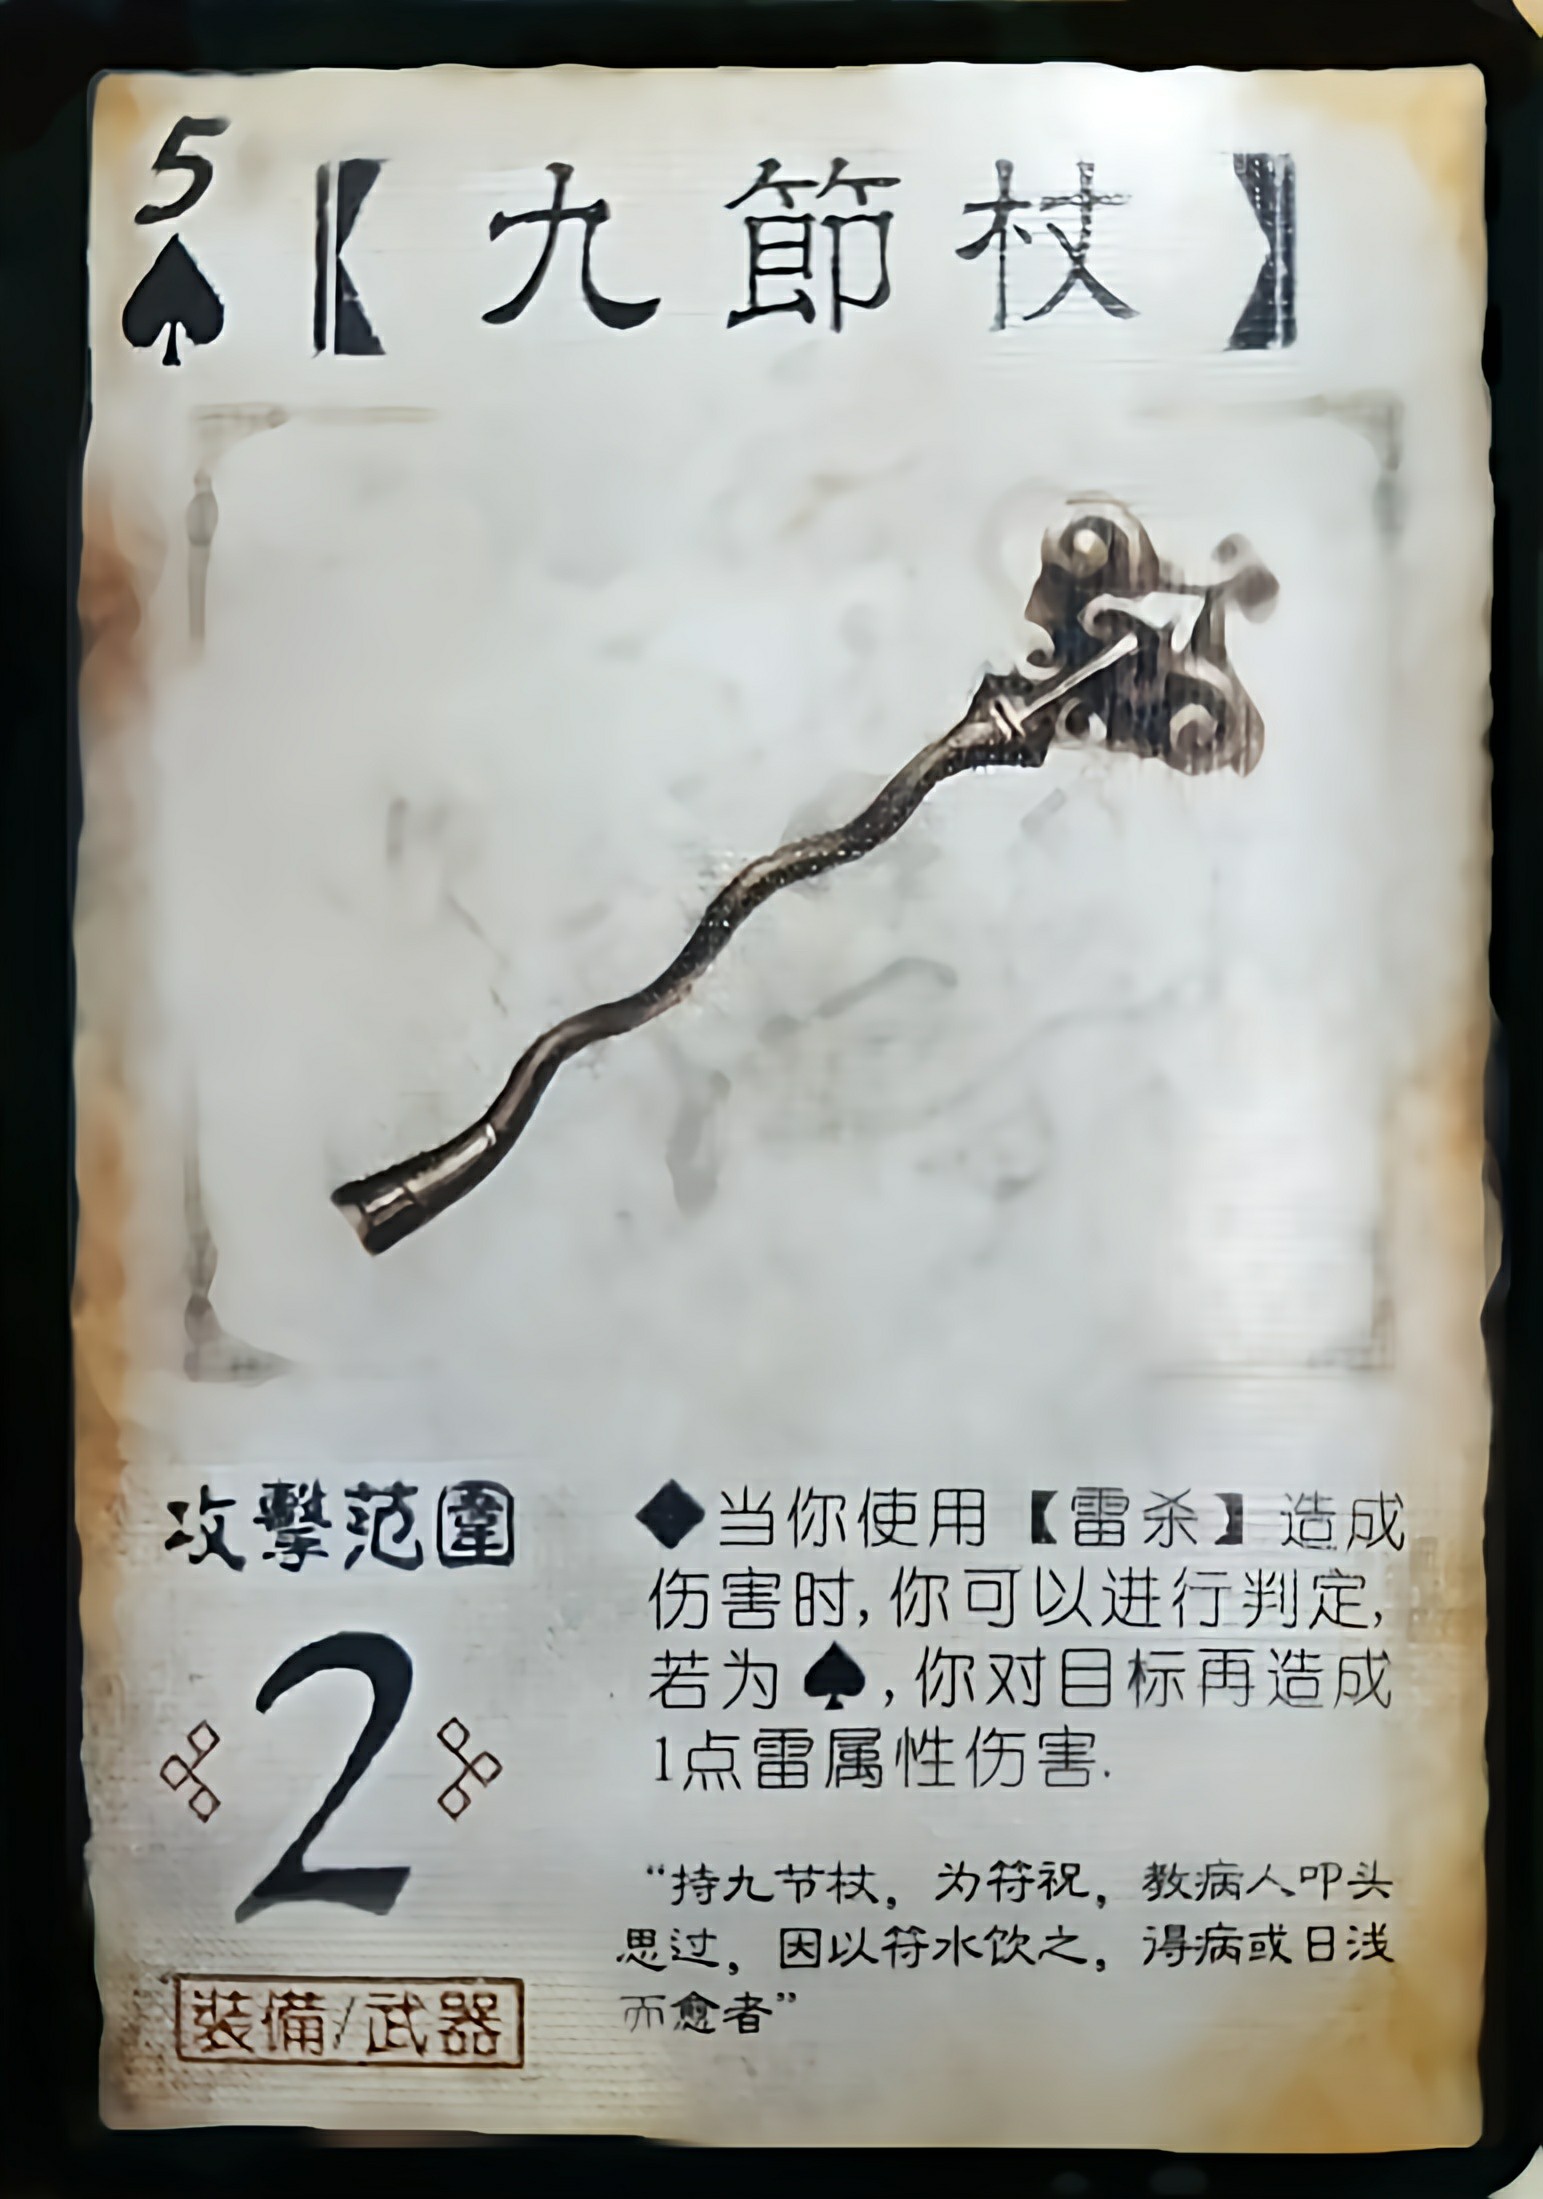 5
【九節杖】
攻擊范圍
2
裝備/武器
◆当你使用【雷杀】造成
伤害时,你可以进行判定,
若为♠,你对目标再造成
1点雷属性伤害.
“持九节杖，为符祝，教病人叩头
思过，因以符水饮之，得病或日浅
而愈者”